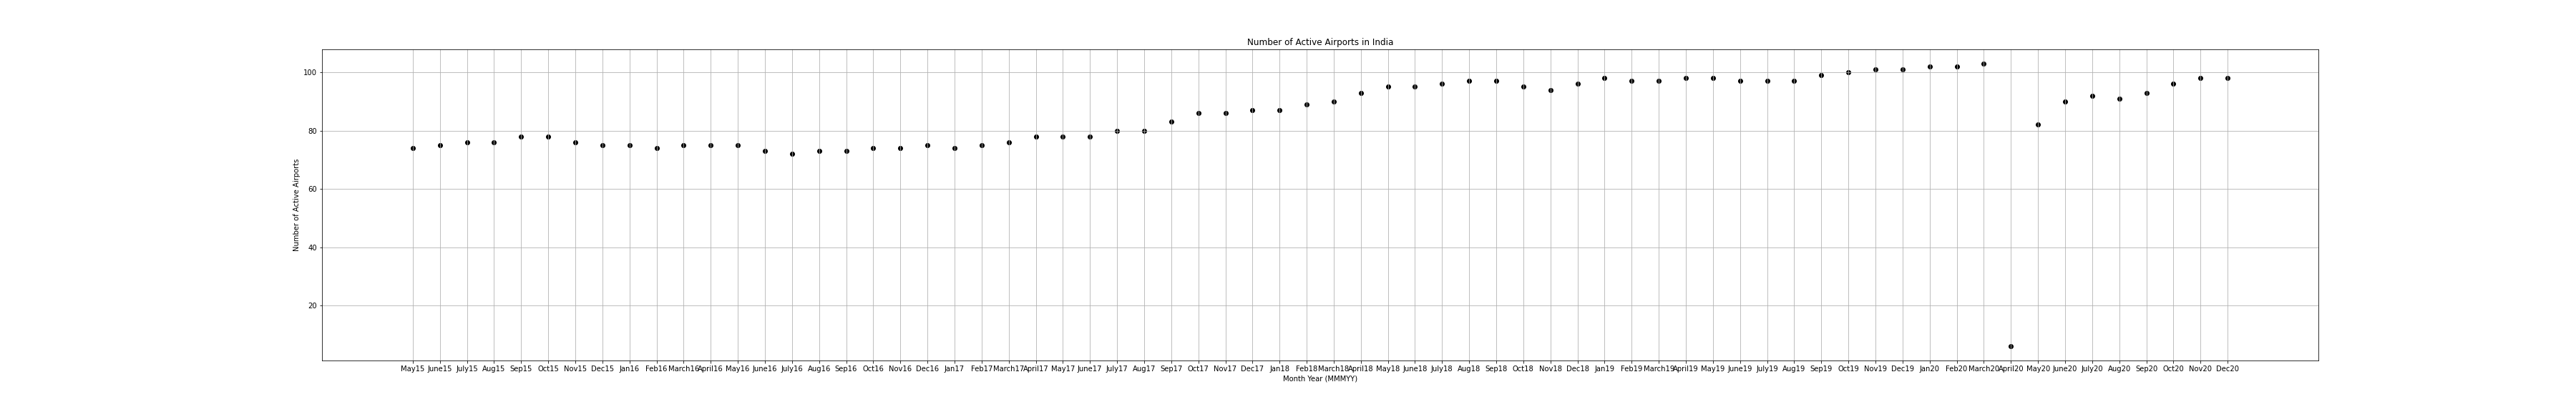 Number of Active Airports in India
100
80
60
40
20
Number of Active Airports
May15 June15 July15 Aug15 Sep15 Oct15 Nov15 Dec15 Jan16 Feb16 March16 April16 May16 June16 July16 Aug16 Sep16 Oct16 Nov16 Dec16 Jan17 Feb17 March17 April17 May17 June17 July17 Aug17 Sep17 Oct17 Nov17 Dec17 Jan18 Feb18 March18 April18 May18 June18 July18 Aug18 Sep18 Oct18 Nov18 Dec18 Jan19 Feb19 March19 April19 May19 June19 July19 Aug19 Sep19 Oct19 Nov19 Dec19 Jan20 Feb20 March20 April20 May20 June20 July20 Aug20 Sep20 Oct20 Nov20 Dec20
Month Year (MMMYY)